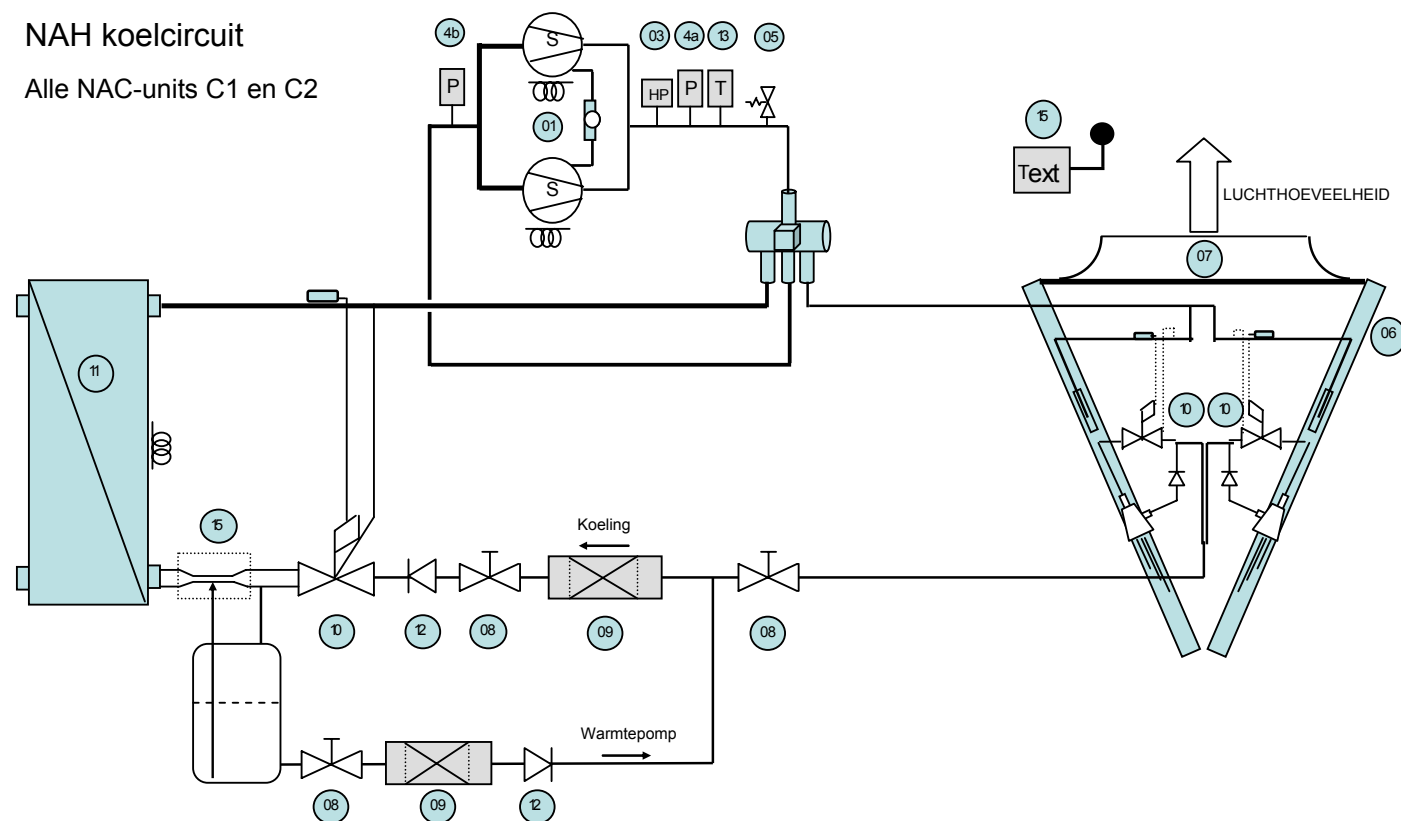 NAH koelcircuit
Alle NAC-units C1 en C2
4b
03
4a
13
05
S
P
HP
P
T
01
S
15
Text
LUCHTHOEVEELHEID
07
06
11
10
10
15
Koeling
10
12
08
09
08
Warmtepomp
08
09
12